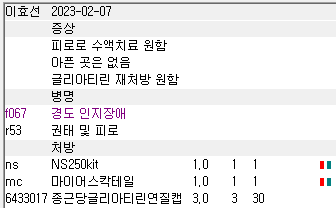 이효선 2023-02-07
증상
피로로 수액치료 원함
아픈 곳은 없음
글리아티린 재처방 원함
병명
f067 경도 인지장애
r53 권태 및 피로
처방
ns NS250kit 1.0 1 1
mc 마이어스칵테일 1.0 1 1
6433017 종근당글리아티린연질캡 3.0 3 30